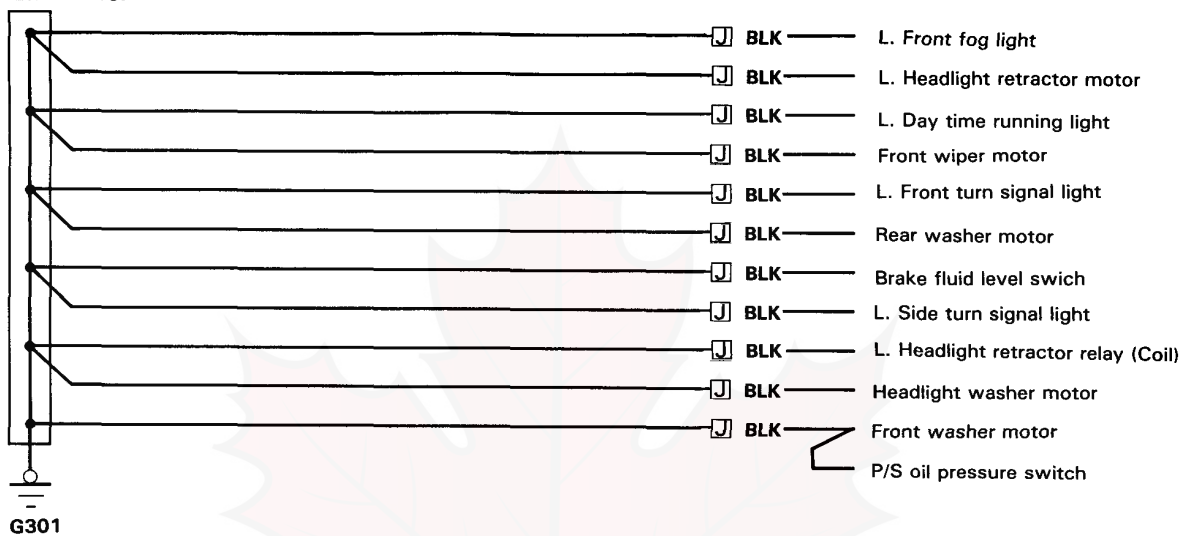 J BLK L. Front fog light
J BLK L. Headlight retractor motor
J BLK L. Day time running light
J BLK Front wiper motor
J BLK L. Front turn signal light
J BLK Rear washer motor
J BLK Brake fluid level swich
J BLK L. Side turn signal light
J BLK L. Headlight retractor relay (Coil)
J BLK Headlight washer motor
J BLK Front washer motor
P/S oil pressure switch
G301